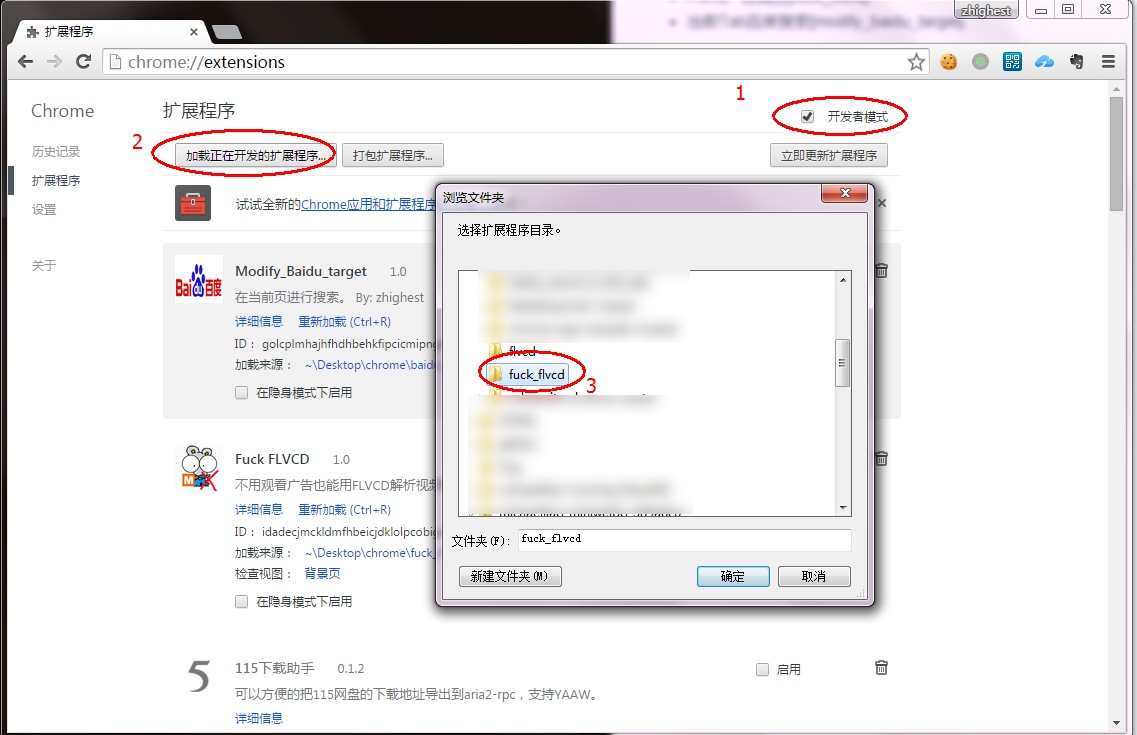 zhighest
扩展程序
chrome://extensions
Chrome
扩展程序
1
开发者模式
历史记录
扩展程序
设置
关于
2
加载正在开发的扩展程序...
打包扩展程序...
立即更新扩展程序
试试全新的Chrome应用和扩展程序
Modify_Baidu_target 1.0
Bai du 百度
在当前页进行搜索。 By: zhighest
详细信息 重新加载 (Ctrl+R)
ID： golcplmhajhfhdhbehkfipcicmipng
加载来源： ~\Desktop\chrome\baid
在隐身模式下启用
Fuck FLVCD 1.0
M
不用观看广告也能用FLVCD解析视频
详细信息 重新加载 (Ctrl+R)
ID： idadecjmckldmfhbeicjdklolpcobig
加载来源： ~\Desktop\chrome\fuck_
检查视图： 背景页
在隐身模式下启用
5
115下载助手 0.1.2
启用
可以方便的把115网盘的下载地址导出到aria2-rpc，支持YAAW。
详细信息
浏览文件夹
选择扩展程序目录。
flvcd
fuck_flvcd
3
文件夹(F):
fuck_flvcd
新建文件夹(M)
确定
取消